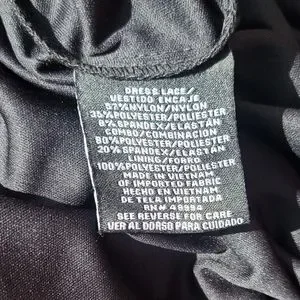 DRESS LACE/
VESTIDO ENCAJE
57%NYLON/NYLON
35%POLYESTER/POLIESTER
8% SPANDEX/ELASTAN
COMBO/COMBINACION
80%POLYESTER/POLIESTER
20% SPANDEX/ELASTAN
LINING/FORRO
100%POLYESTER/POLIESTER
MADE IN VIETNAM
OF IMPORTED FABRIC
HECHO EN VIETNAM
DE TELA IMPORTADA
RN# 49994
SEE REVERSE FOR CARE
VER AL DORSO PARA CUIDADO